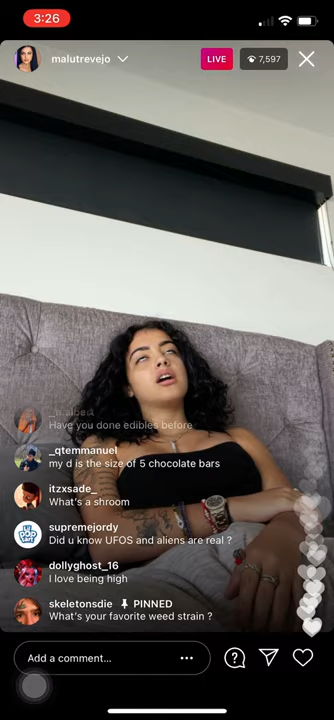 3:26
malutrevejo
LIVE
7,597
Have you done edibles before
_qtemmanuel
my d is the size of 5 chocolate bars
itzxsade_
What's a shroom
supremejordy
Did u know UFOS and aliens are real ?
dollyghost_16
I love being high
skeletonsdie PINNED
What's your favorite weed strain ?
Add a comment...